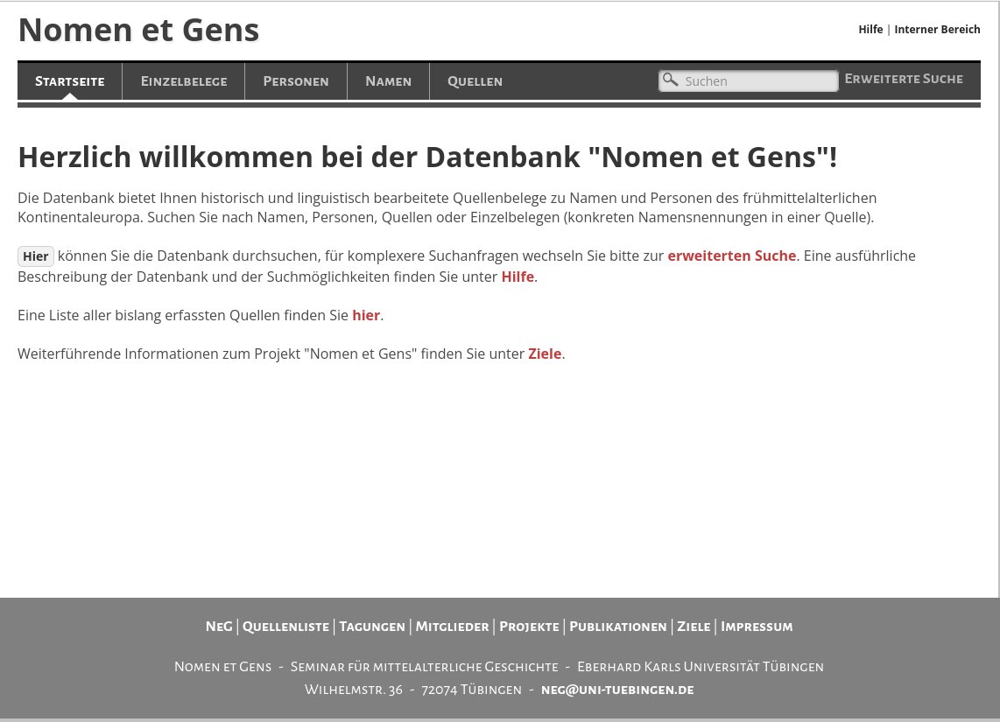 Nomen et Gens
Hilfe | Interner Bereich
Startseite
Einzelbelege
Personen
Namen
Quellen
Suchen
Erweiterte Suche
Herzlich willkommen bei der Datenbank "Nomen et Gens"!
Die Datenbank bietet Ihnen historisch und linguistisch bearbeitete Quellenbelege zu Namen und Personen des frühmittelalterlichen
Kontinentaleuropa. Suchen Sie nach Namen, Personen, Quellen oder Einzelbelegen (konkreten Namensnennungen in einer Quelle).
Hier können Sie die Datenbank durchsuchen, für komplexere Suchanfragen wechseln Sie bitte zur erweiterten Suche. Eine ausführliche
Beschreibung der Datenbank und der Suchmöglichkeiten finden Sie unter Hilfe.
Eine Liste aller bislang erfassten Quellen finden Sie hier.
Weiterführende Informationen zum Projekt "Nomen et Gens" finden Sie unter Ziele.
NeG | Quellenliste | Tagungen | Mitglieder | Projekte | Publikationen | Ziele | Impressum
Nomen et Gens - Seminar für mittelalterliche Geschichte - Eberhard Karls Universität Tübingen
Wilhelmstr. 36 - 72074 Tübingen - neg@uni-tuebingen.de